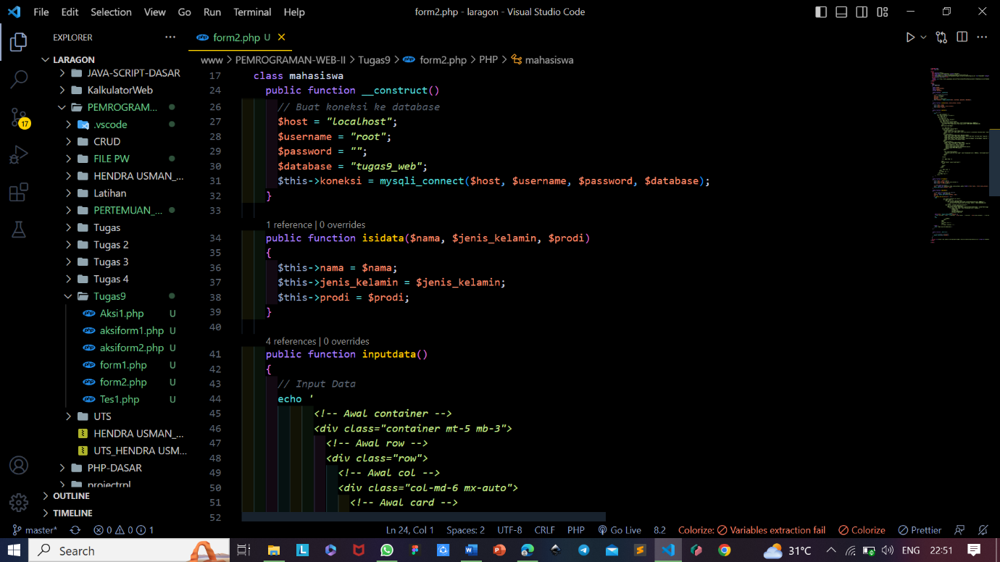 File Edit Selection View Go Run Terminal Help
form2.php - laragon - Visual Studio Code
EXPLORER ...
LARAGON
JAVA-SCRIPT-DASAR
KalkulatorWeb
PEMROGRAM...
.vscode
CRUD
FILE PW
HENDRA USMAN_...
Latihan
PERTEMUAN_...
Tugas
Tugas 2
Tugas 3
Tugas 4
Tugas9
Aksi1.php U
aksiform1.php U
aksiform2.php U
form1.php U
form2.php U
Tes1.php U
UTS
HENDRA USMAN_...
UTS_HENDRA USM...
PHP-DASAR
projectrpl
OUTLINE
TIMELINE
17
form2.php U
www > PEMROGRAMAN-WEB-II > Tugas9 > form2.php > PHP > mahasiswa
17 class mahasiswa
24 public function __construct()
26 // Buat koneksi ke database
27 $host = "localhost";
28 $username = "root";
29 $password = "";
30 $database = "tugas9_web";
31 $this->koneksi = mysqli_connect($host, $username, $password, $database);
32 }
33
1 reference | 0 overrides
34 public function isidata($nama, $jenis_kelamin, $prodi)
35 {
36 $this->nama = $nama;
37 $this->jenis_kelamin = $jenis_kelamin;
38 $this->prodi = $prodi;
39 }
40
4 references | 0 overrides
41 public function inputdata()
42 {
43 // Input Data
44 echo '
45 <!-- Awal container -->
46 <div class="container mt-5 mb-3">
47 <!-- Awal row -->
48 <div class="row">
49 <!-- Awal col -->
50 <div class="col-md-6 mx-auto">
51 <!-- Awal card -->
52
master* 0 0 1 Ln 24, Col 1 Spaces: 2 UTF-8 CRLF PHP Go Live 8.2 Colorize: Variables extraction fail Colorize Prettier
Search 31°C ENG 22:51